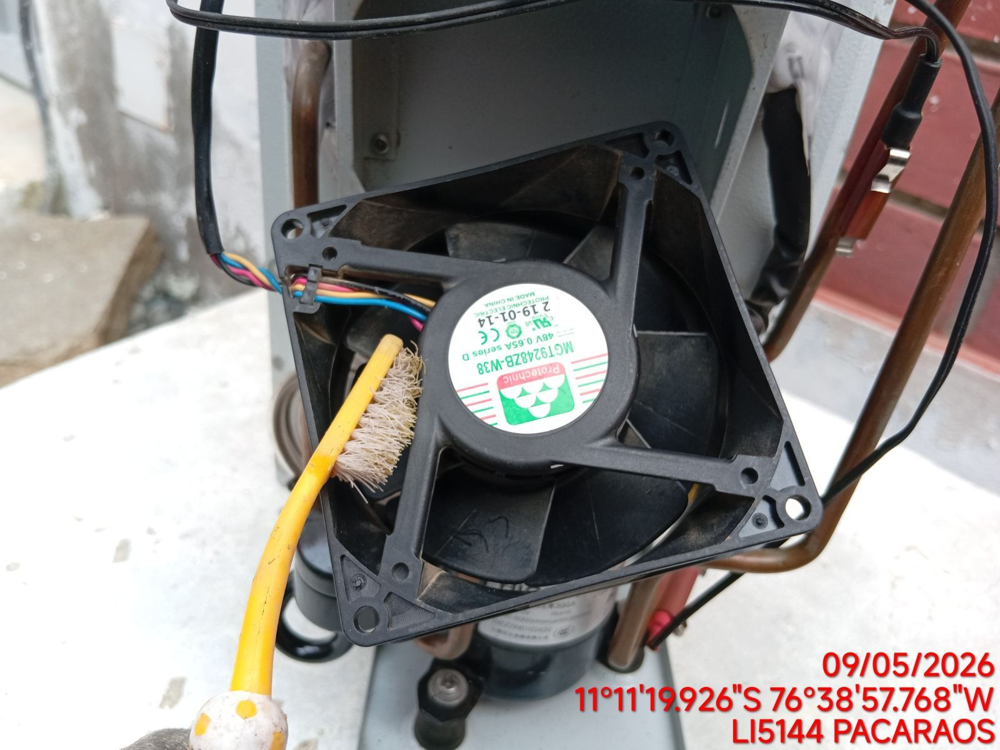 Protechnic
MGT9248ZB-W38
48V 0.65A series D
2 19-01-14
PROTECHNIC ELECTRIC
MADE IN CHINA
09/05/2026
11°11'19.926"S 76°38'57.768"W
LI5144 PACARAOS